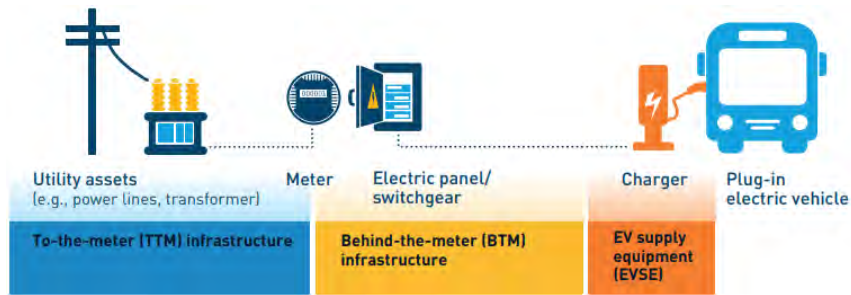 Utility assets
(e.g., power lines, transformer)
Meter
Electric panel/
switchgear
Charger
Plug-in
electric vehicle
To-the-meter (TTM) infrastructure
Behind-the-meter (BTM)
infrastructure
EV supply
equipment
(EVSE)